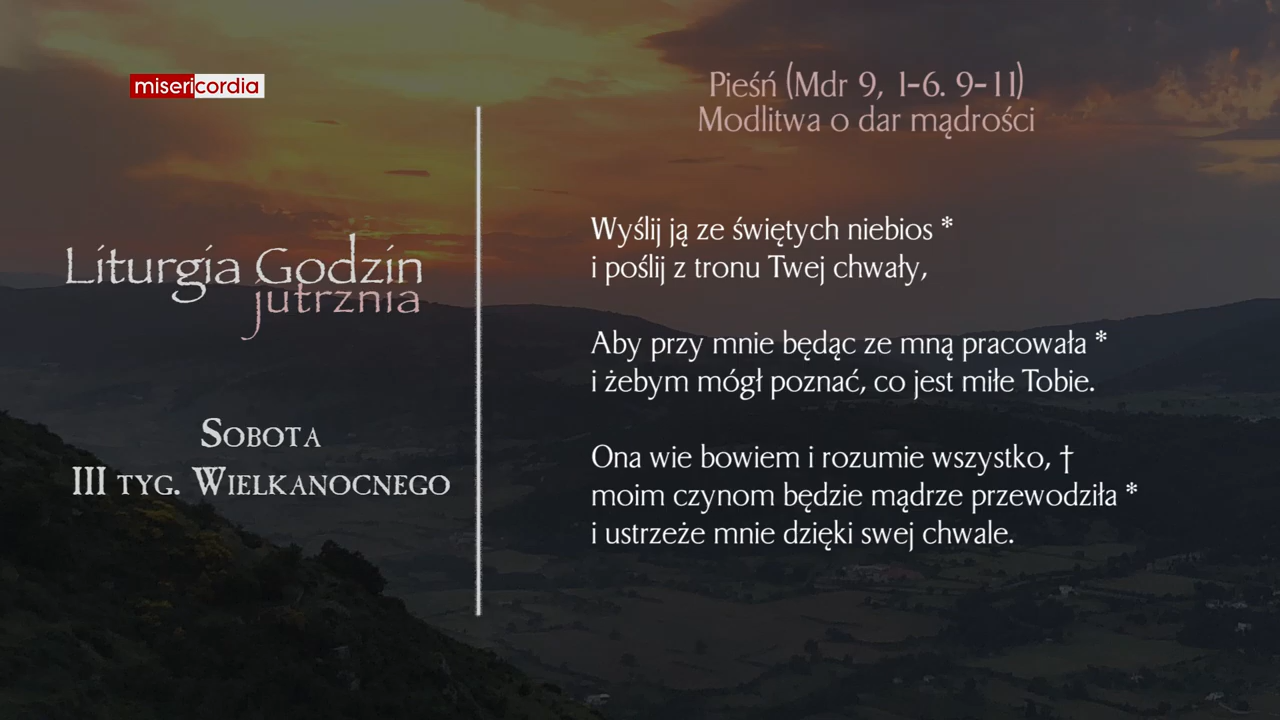 misericordia
Liturgia Godzin
jutrznia
Sobota
III tyg. Wielkanocnego
Pieśń (Mdr 9, 1-6. 9-11)
Modlitwa o dar mądrości
Wyślij ją ze świętych niebios *
i poślij z tronu Twej chwały,
Aby przy mnie będąc ze mną pracowała *
i żebym mógł poznać, co jest miłe Tobie.
Ona wie bowiem i rozumie wszystko, †
moim czynom będzie mądrze przewodziła *
i ustrzeże mnie dzięki swej chwale.